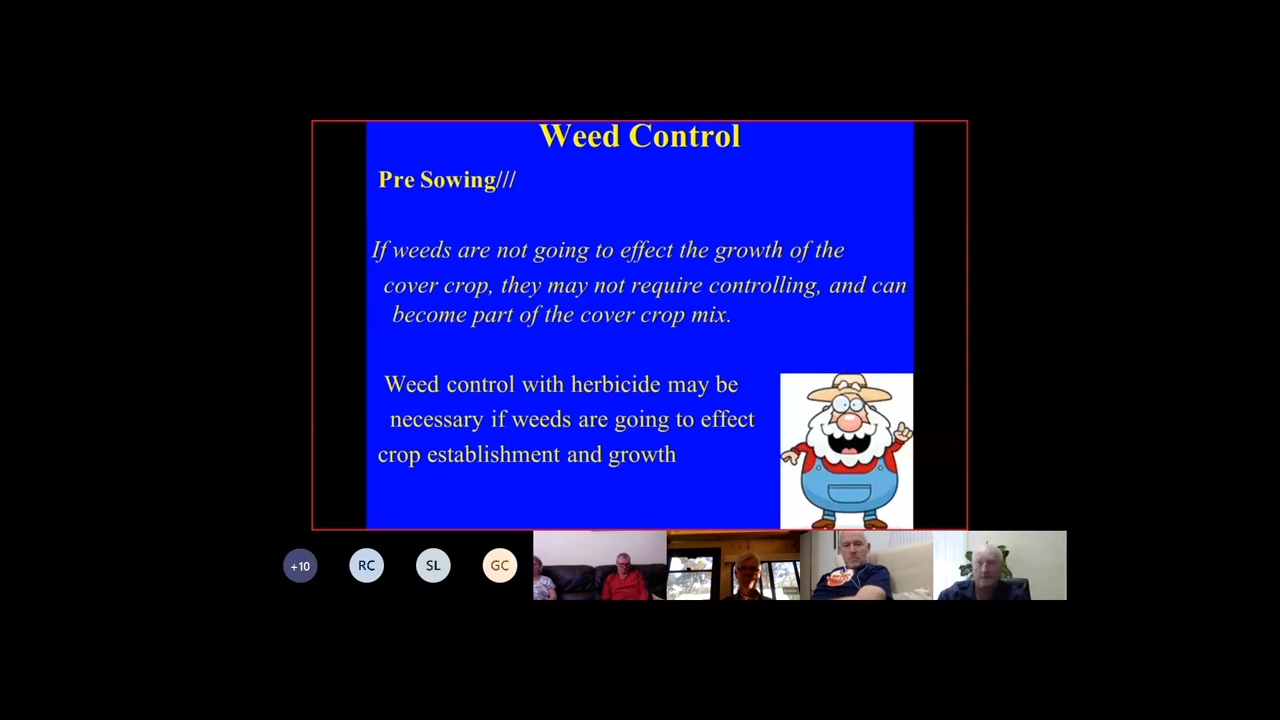 Weed Control
Pre Sowing///
If weeds are not going to effect the growth of the
cover crop, they may not require controlling, and can
become part of the cover crop mix.
Weed control with herbicide may be
necessary if weeds are going to effect
crop establishment and growth
+10
RC
SL
GC